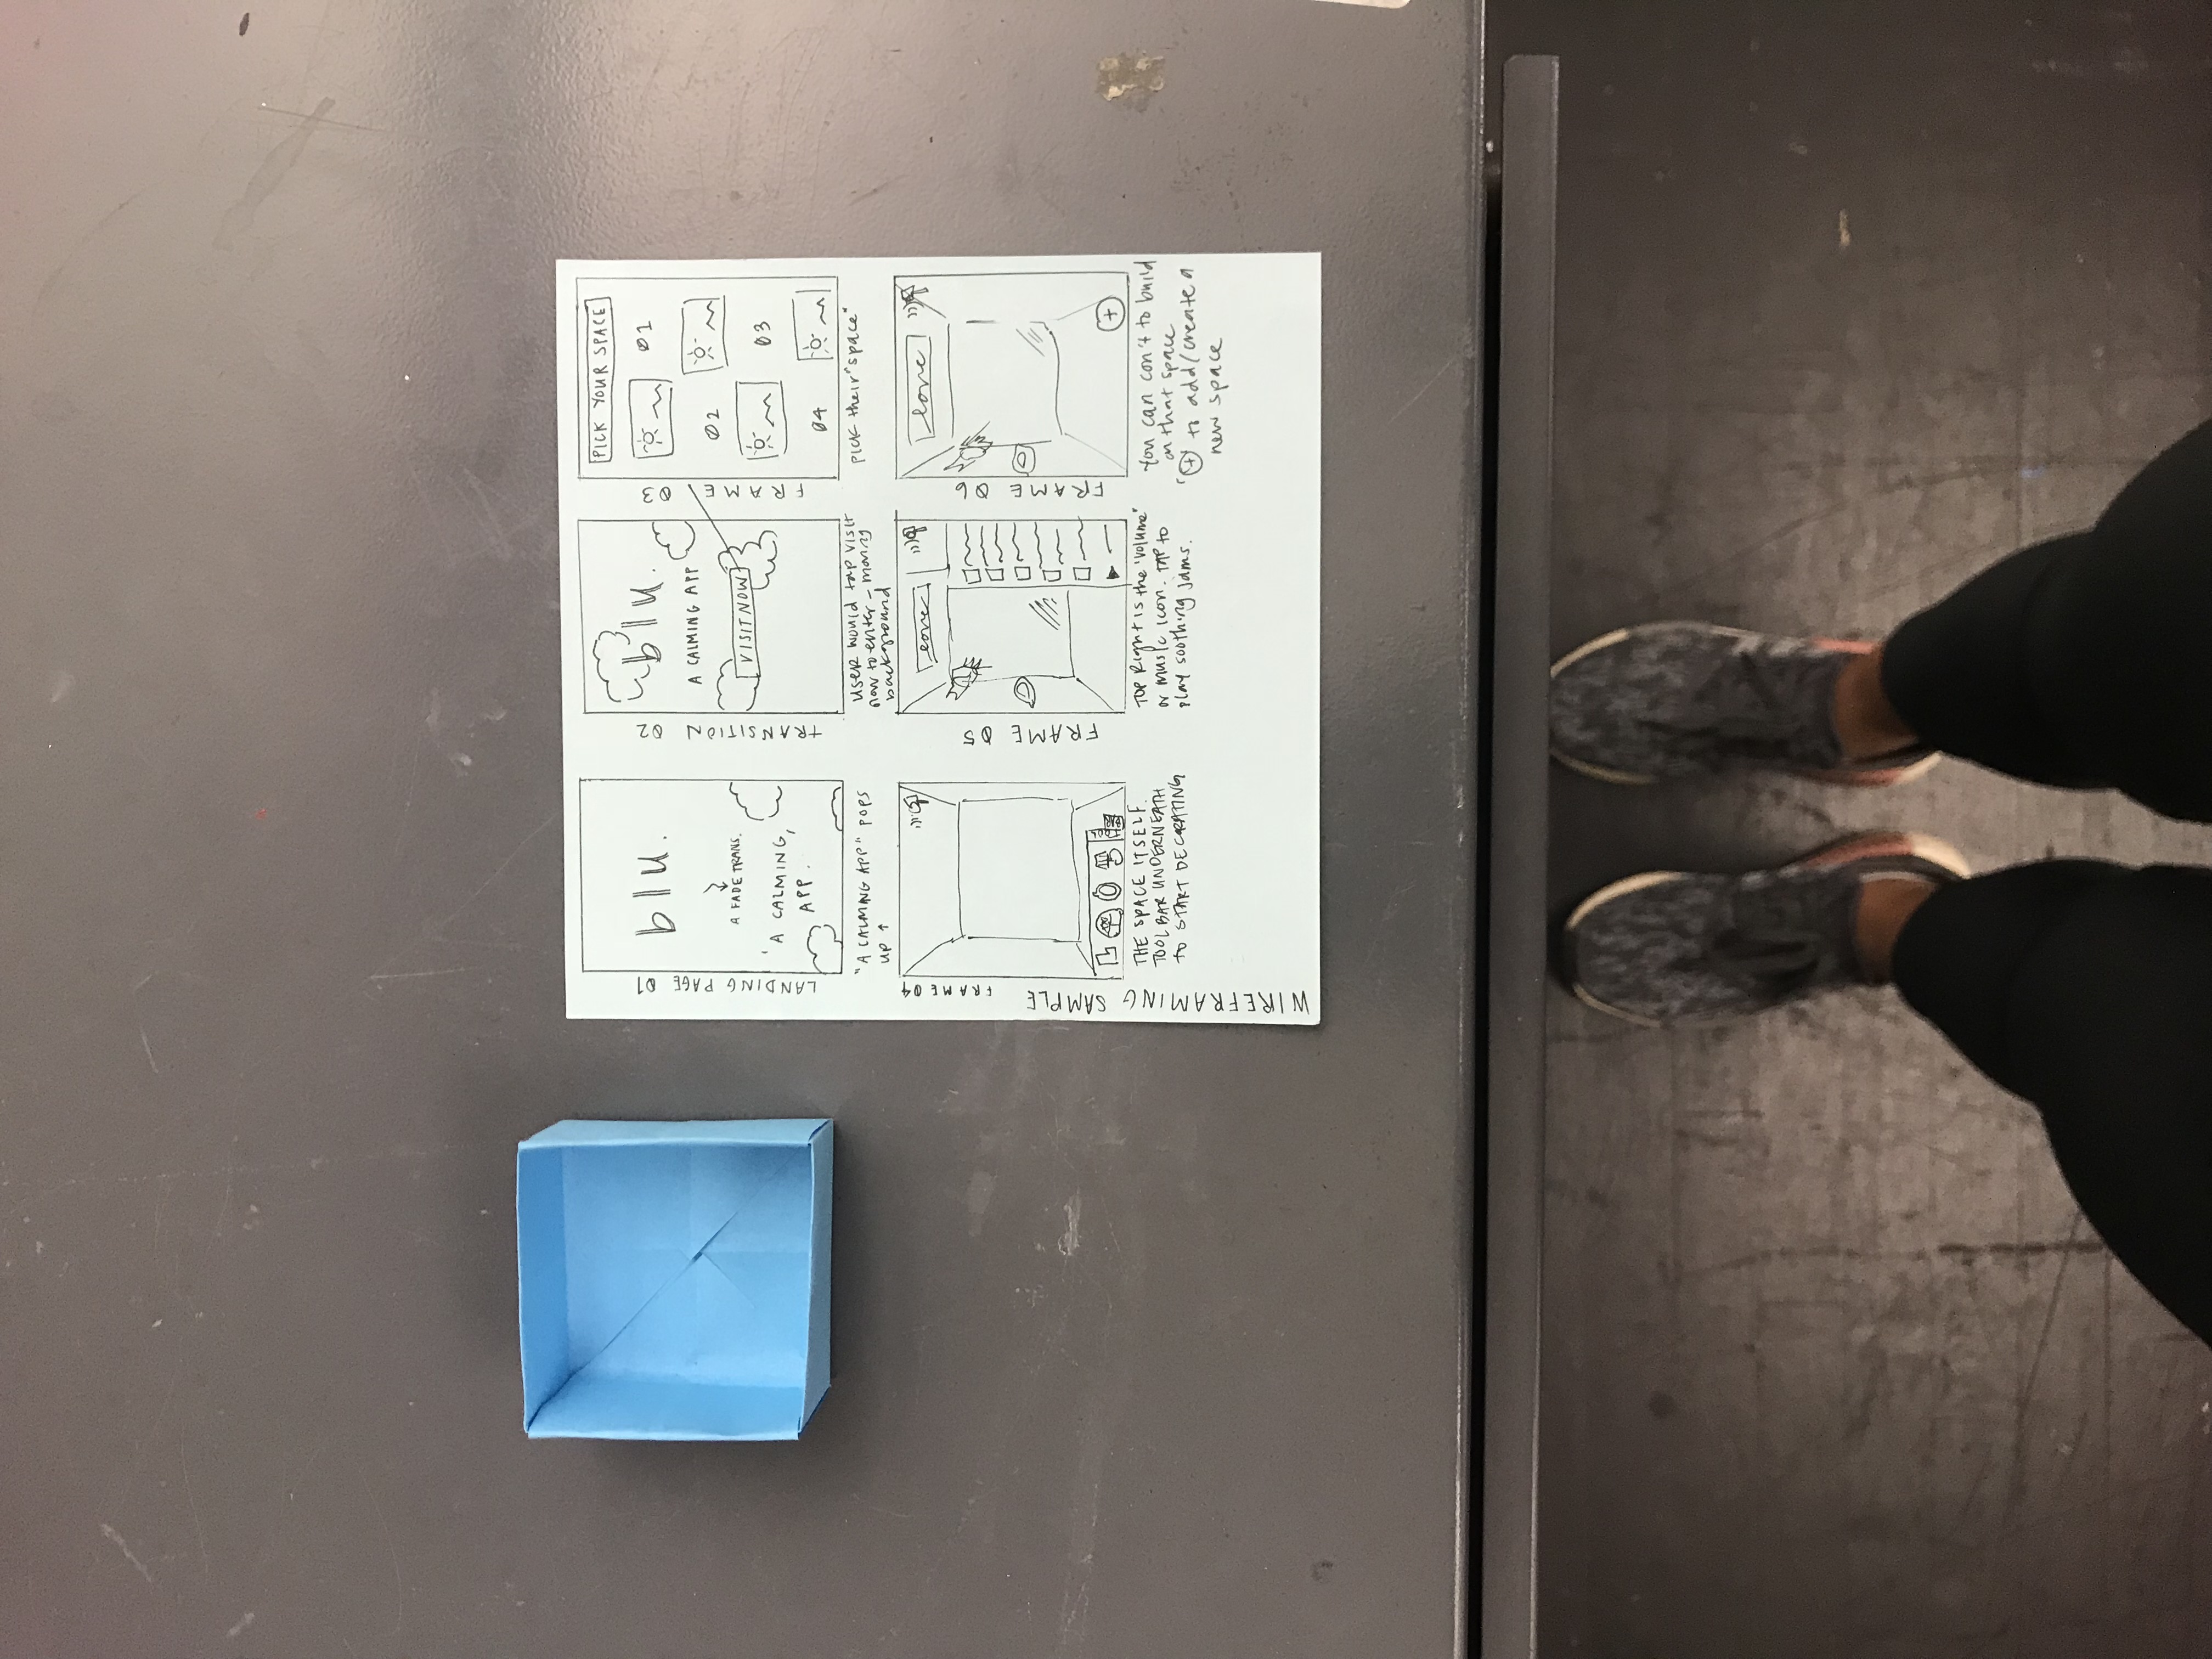 WIREFRAMING SAMPLE
LANDING PAGE 01
blu.
A FADE TRANS.
"A CALMING,
APP.
"A CALMING APP" POPS
UP ↑
TRANSITION 02
blu.
A CALMING APP
VISIT NOW
user would tap visit
now to enter – moving
background
FRAME 03
PICK YOUR SPACE
01
02
03
04
PICK their "space"
FRAME 04
TOOL
BAR
THE SPACE ITSELF.
TOOLBAR UNDERNEATH
to START DECORATING
FRAME 05
love
TOP Right is the "volume"
or music icon. TAP to
play soothing jams.
FRAME 06
love
+
You can con't to build
on that space
"+" to add/create a
new space